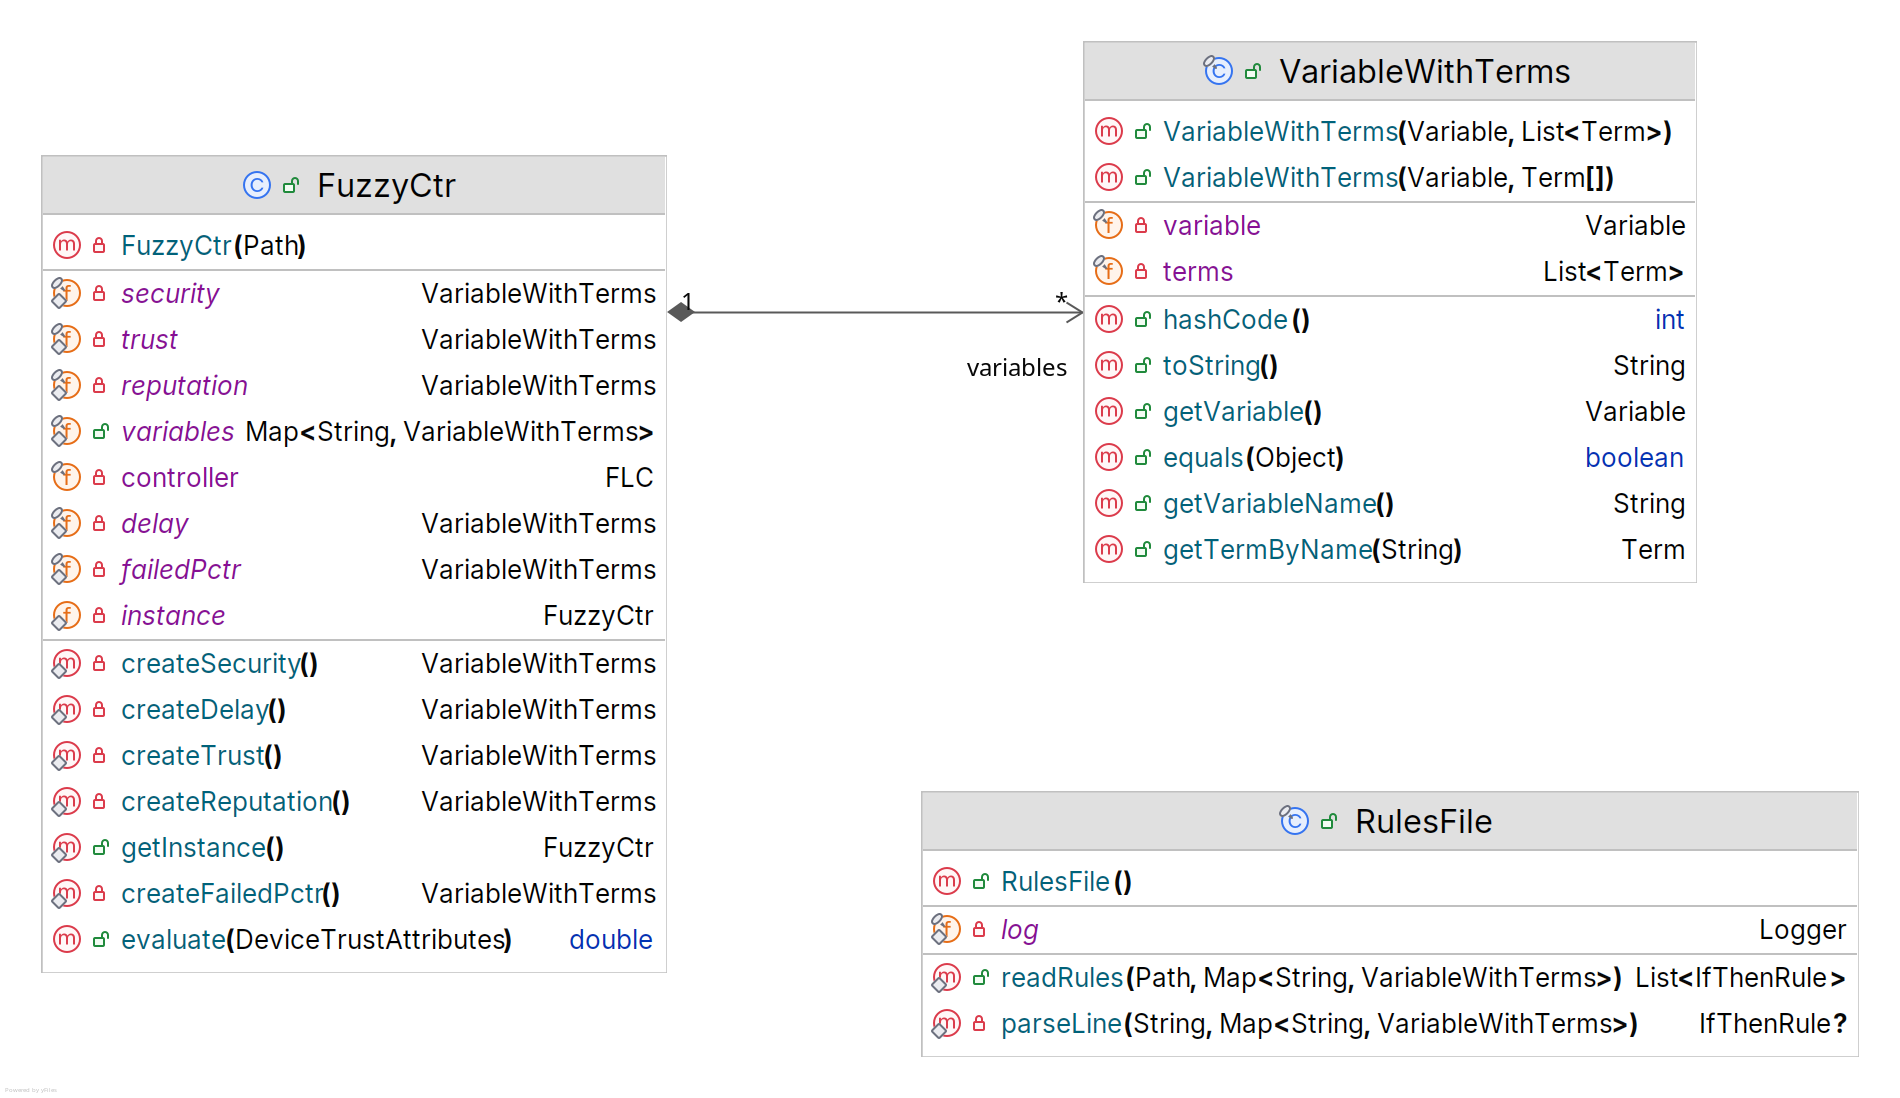 FuzzyCtr
FuzzyCtr(Path)
security VariableWithTerms
trust VariableWithTerms
reputation VariableWithTerms
variables Map<String, VariableWithTerms>
controller FLC
delay VariableWithTerms
failedPctr VariableWithTerms
instance FuzzyCtr
createSecurity() VariableWithTerms
createDelay() VariableWithTerms
createTrust() VariableWithTerms
createReputation() VariableWithTerms
getInstance() FuzzyCtr
createFailedPctr() VariableWithTerms
evaluate(DeviceTrustAttributes) double
1
*
variables
VariableWithTerms
VariableWithTerms(Variable, List<Term>)
VariableWithTerms(Variable, Term[])
variable Variable
terms List<Term>
hashCode() int
toString() String
getVariable() Variable
equals(Object) boolean
getVariableName() String
getTermByName(String) Term
RulesFile
RulesFile()
log Logger
readRules(Path, Map<String, VariableWithTerms>) List<IfThenRule>
parseLine(String, Map<String, VariableWithTerms>) IfThenRule?
Powered by yFiles